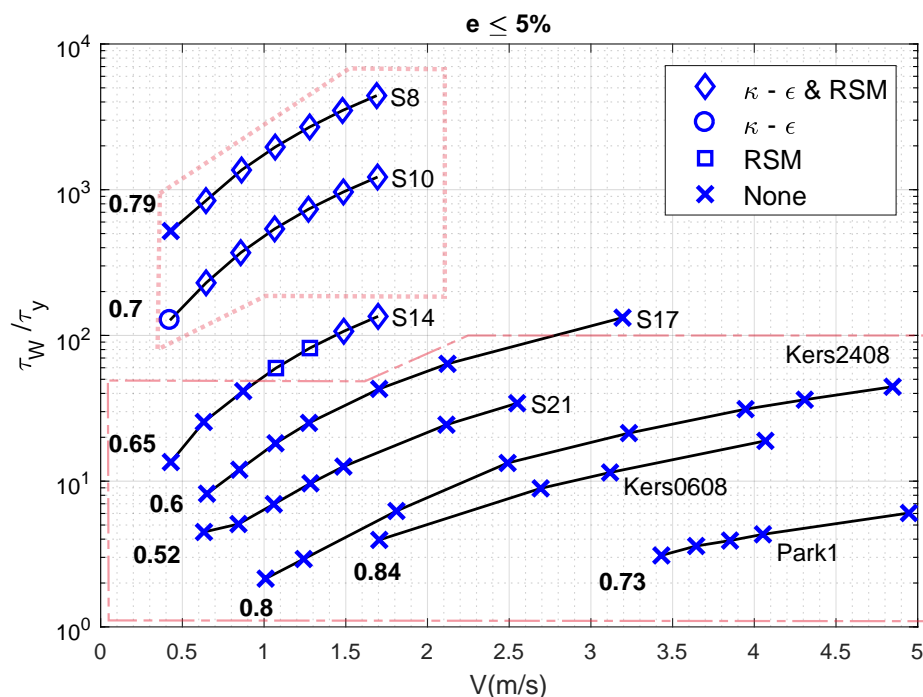 e ≤ 5%
τ_W/τ_y
10^4
10^3
10^2
10^1
10^0
κ - ϵ & RSM
κ - ϵ
RSM
None
S8
S10
S14
S17
S21
Kers2408
Kers0608
Park1
0.79
0.7
0.65
0.6
0.52
0.8
0.84
0.73
0 0.5 1 1.5 2 2.5 3 3.5 4 4.5 5
V(m/s)